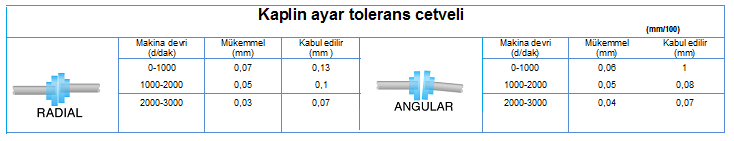 Kaplin ayar tolerans cetveli
(mm/100)
Makina devri (d/dak) Mükemmel (mm) Kabul edilir (mm )
0-1000 0,07 0,13
1000-2000 0,05 0,1
2000-3000 0,03 0,07
RADIAL
Makina devri (d/dak) Mükemmel (mm) Kabul edilir (mm)
0-1000 0,06 1
1000-2000 0,05 0,08
2000-3000 0,04 0,07
ANGULAR